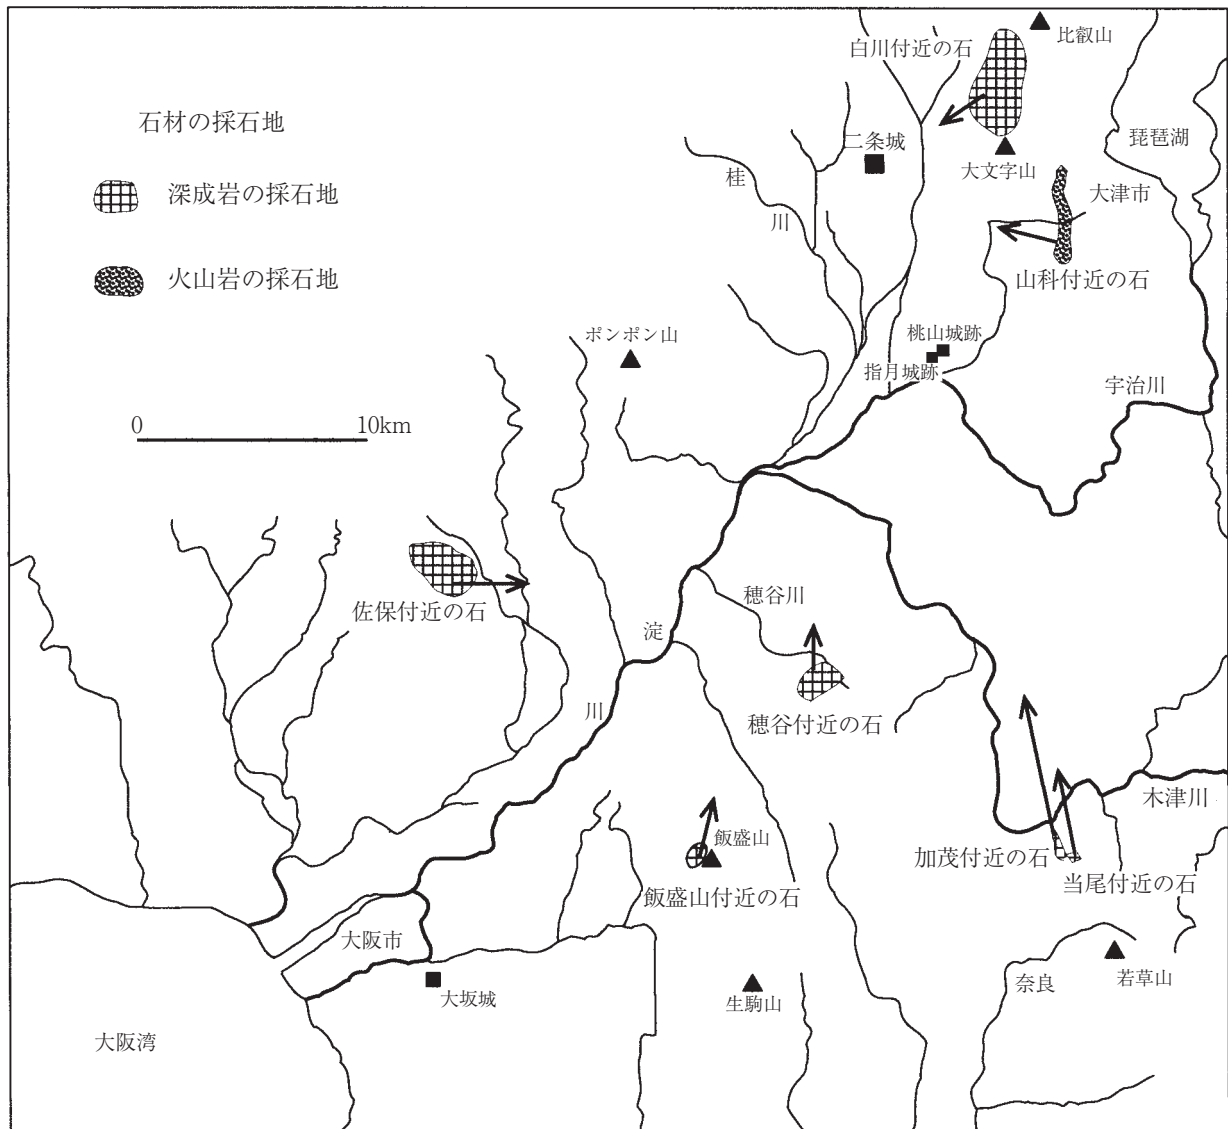 比叡山
白川付近の石
石材の採石地
琵琶湖
二条城
大文字山
深成岩の採石地
桂
川
大津市
火山岩の採石地
山科付近の石
ポンポン山
桃山城跡
指月城跡
宇治川
0
10km
穂谷川
佐保付近の石
淀
川
穂谷付近の石
木津川
飯盛山
加茂付近の石
当尾付近の石
飯盛山付近の石
大阪市
大坂城
生駒山
奈良
若草山
大阪湾